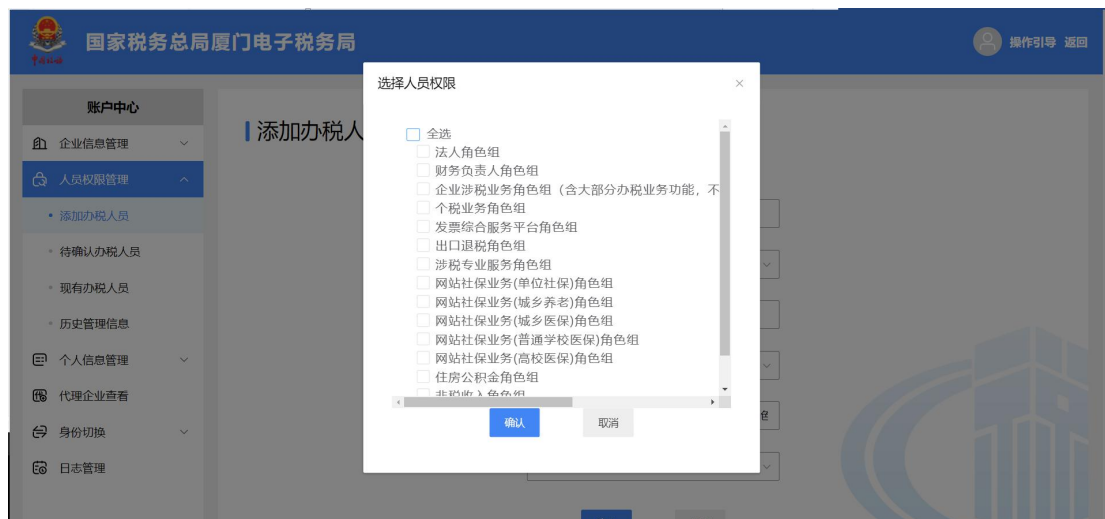 国家税务总局厦门电子税务局
操作引导 返回
账户中心
企业信息管理
人员权限管理
添加办税人员
待确认办税人员
现有办税人员
历史管理信息
个人信息管理
代理企业查看
身份切换
日志管理
添加办税人
选择人员权限
全选
法人角色组
财务负责人角色组
企业涉税业务角色组（含大部分办税业务功能，不
个税业务角色组
发票综合服务平台角色组
出口退税角色组
涉税专业服务角色组
网站社保业务(单位社保)角色组
网站社保业务(城乡养老)角色组
网站社保业务(城乡医保)角色组
网站社保业务(普通学校医保)角色组
网站社保业务(高校医保)角色组
住房公积金角色组
非税收入角色组
确认
取消